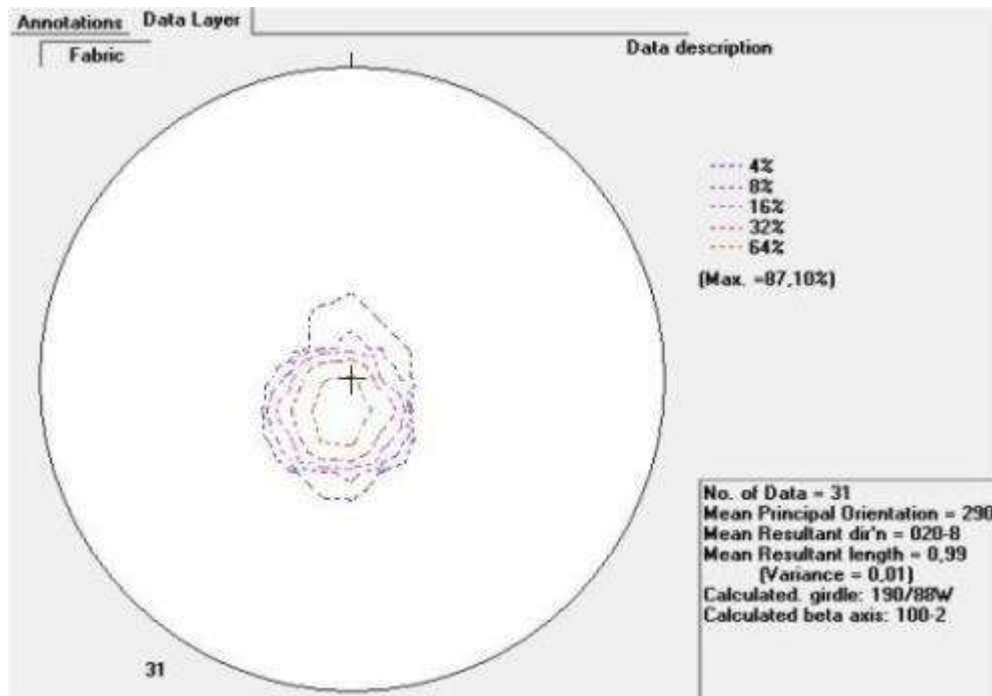 Annotations Data Layer
Fabric
Data description
4%
8%
16%
32%
64%
(Max. =87,10%)
No. of Data = 31
Mean Principal Orientation = 290
Mean Resultant dir'n = 020-8
Mean Resultant length = 0,99
(Variance = 0,01)
Calculated. girdle: 190/88W
Calculated beta axis: 100-2
31